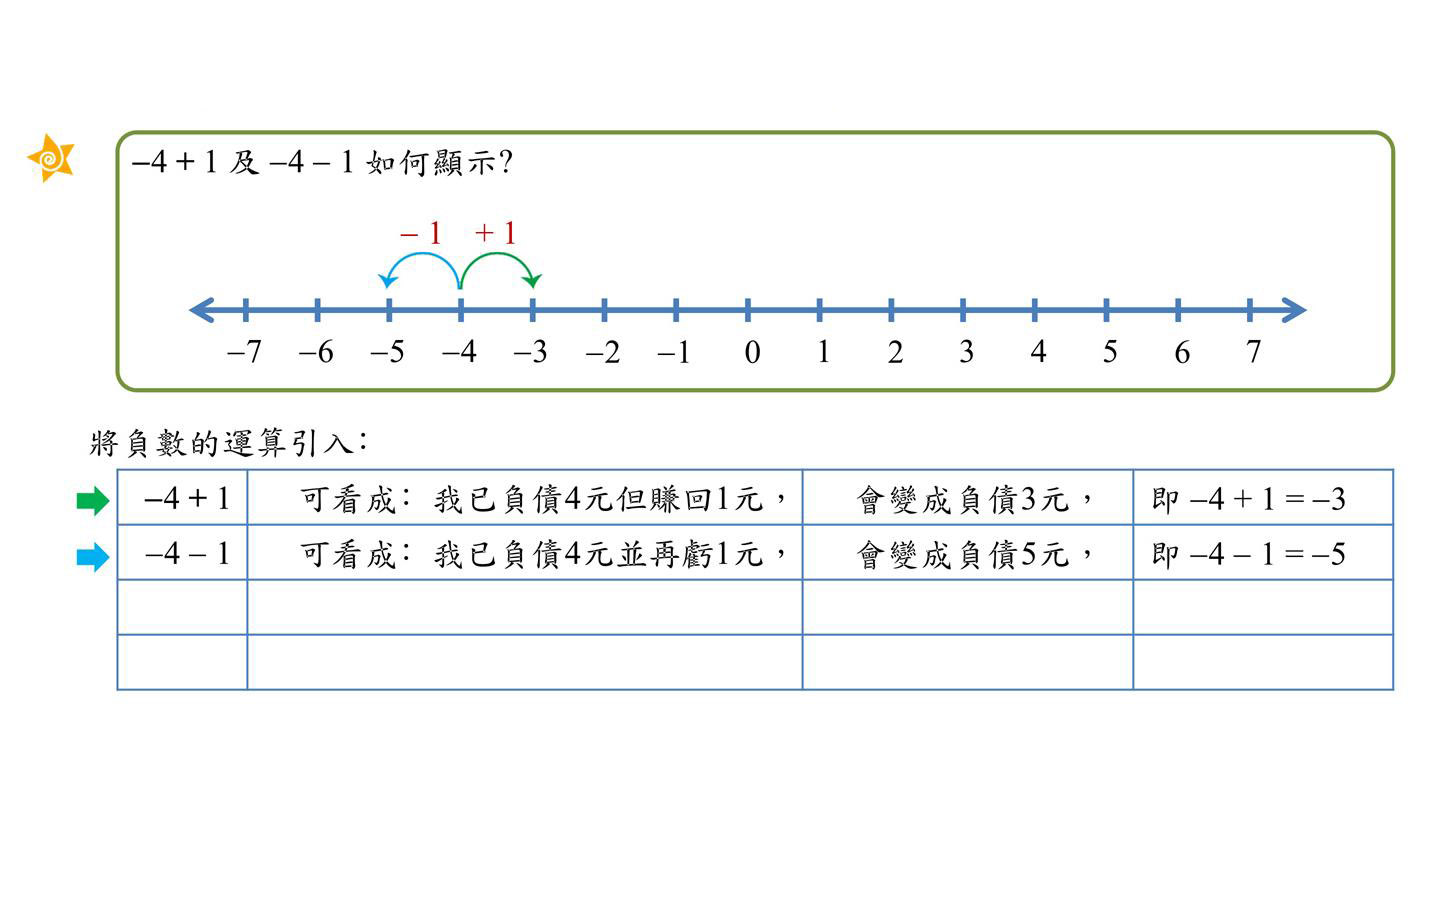 –4 + 1 及 –4 – 1 如何顯示?
– 1 + 1
–7 –6 –5 –4 –3 –2 –1 0 1 2 3 4 5 6 7
將負數的運算引入：
–4 + 1 可看成： 我已負債4元但賺回1元， 會變成負債3元， 即 –4 + 1 = –3
–4 – 1 可看成： 我已負債4元並再虧1元， 會變成負債5元， 即 –4 – 1 = –5